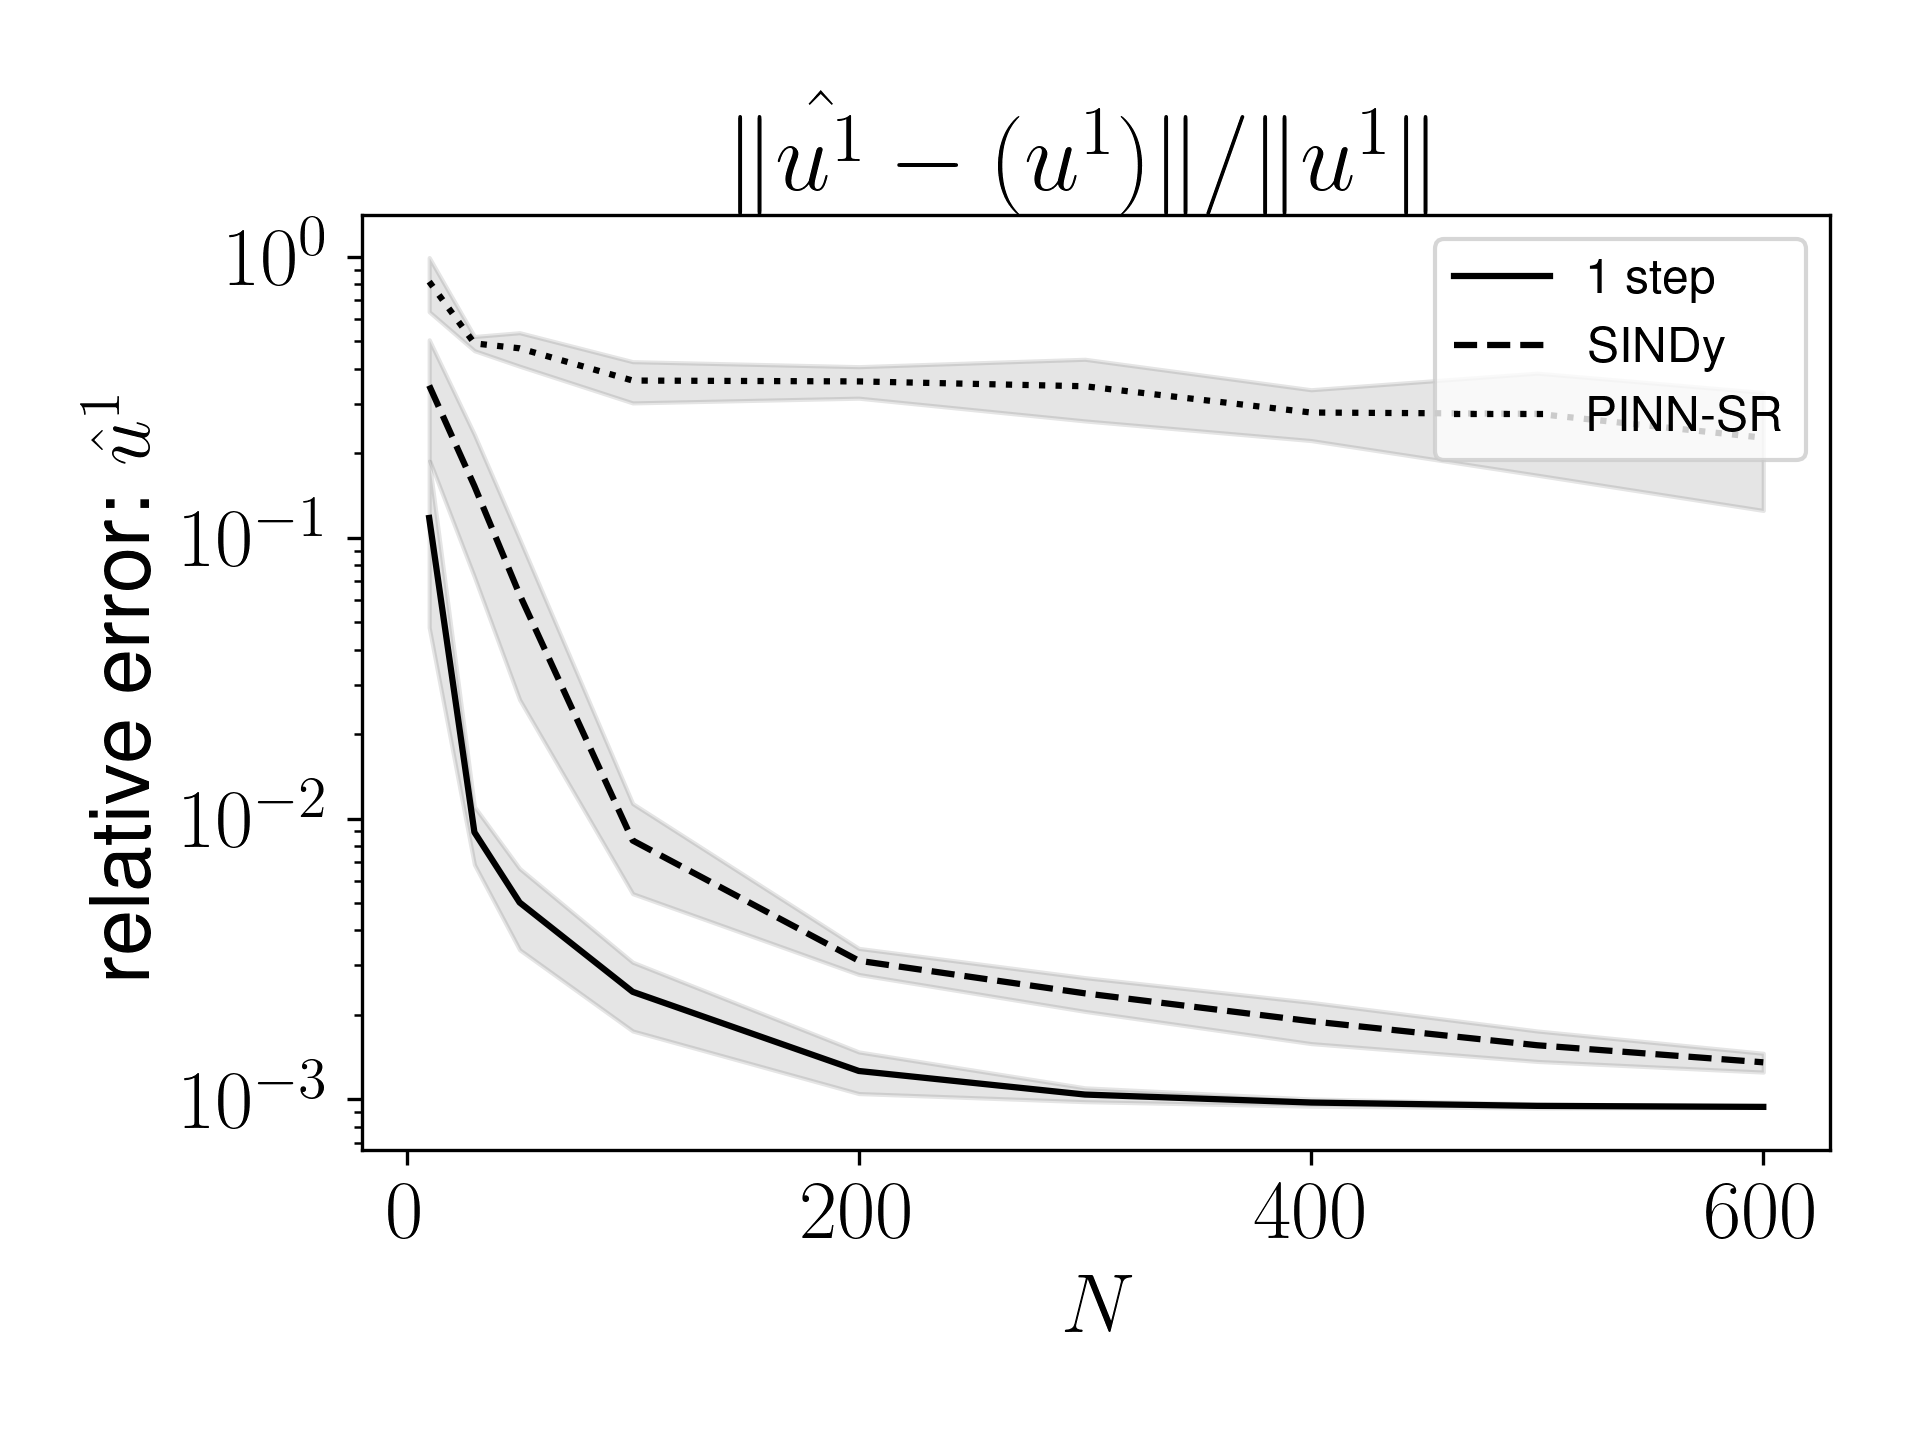 ‖û¹ − (u¹)‖/‖u¹‖
1 step
SINDy
PINN-SR
relative error: û¹
10⁰
10⁻¹
10⁻²
10⁻³
0 200 400 600
N